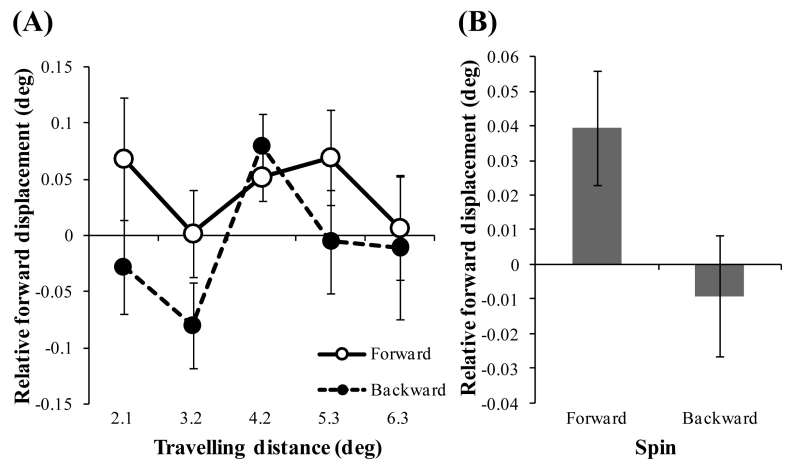 (A)
Relative forward displacement (deg)
0.15
0.1
0.05
0
-0.05
-0.1
-0.15
2.1 3.2 4.2 5.3 6.3
Travelling distance (deg)
Forward
Backward
(B)
Relative forward displacement (deg)
0.06
0.05
0.04
0.03
0.02
0.01
0
-0.01
-0.02
-0.03
-0.04
Forward Backward
Spin